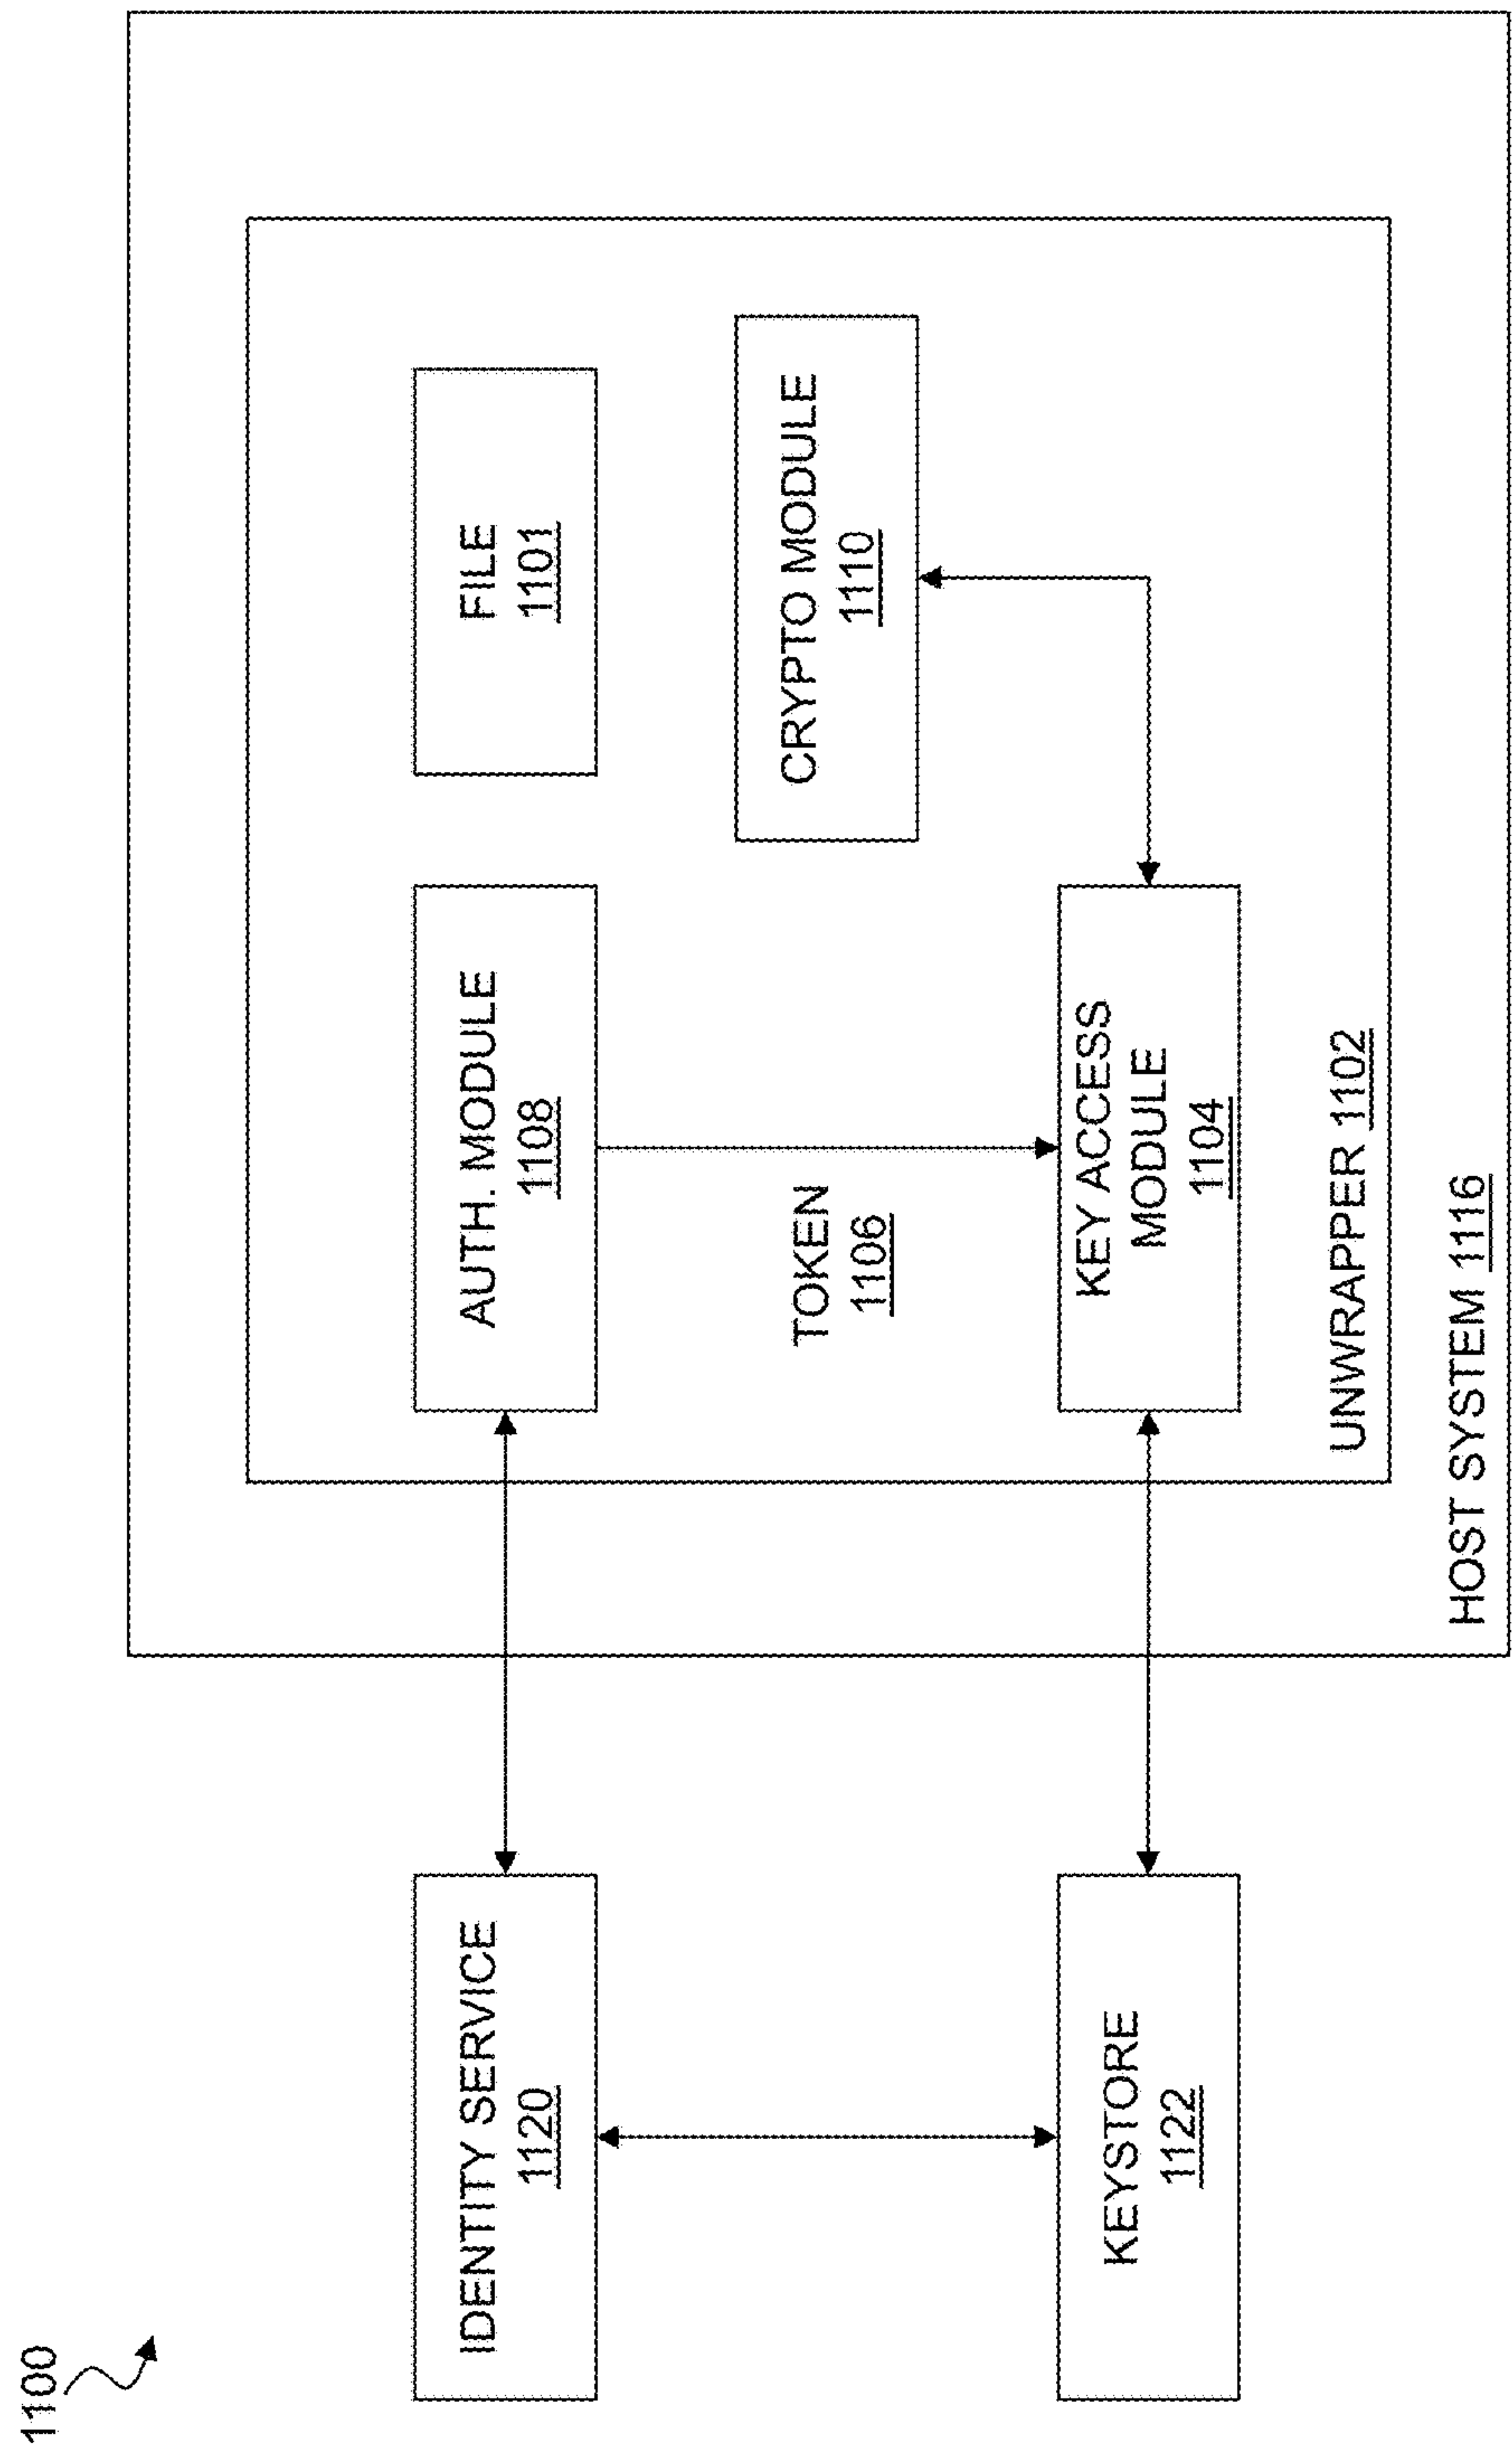 1100
IDENTITY SERVICE
1120
AUTH. MODULE
1108
FILE
1101
TOKEN
1106
CRYPTO MODULE
1110
KEYSTORE
1122
KEY ACCESS
MODULE
1104
UNWRAPPER 1102
HOST SYSTEM 1116